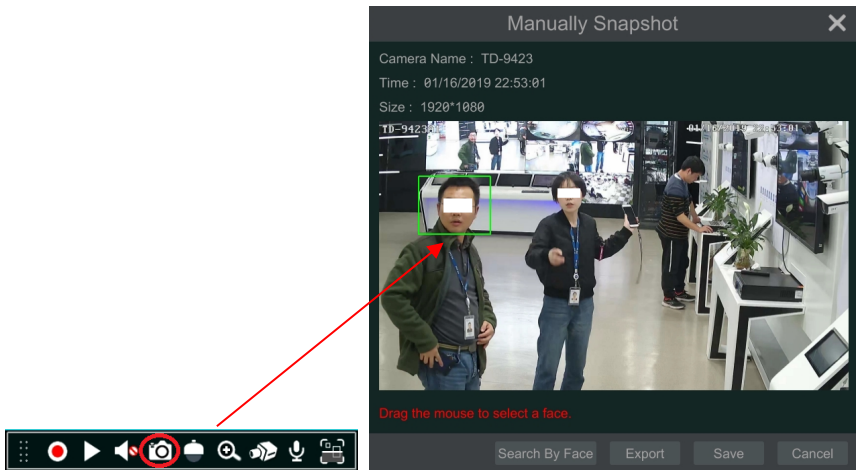 Manually Snapshot
Camera Name : TD-9423
Time : 01/16/2019 22:53:01
Size : 1920*1080
TD-9423
01/16/2019 22:53:01
Drag the mouse to select a face.
Search By Face
Export
Save
Cancel